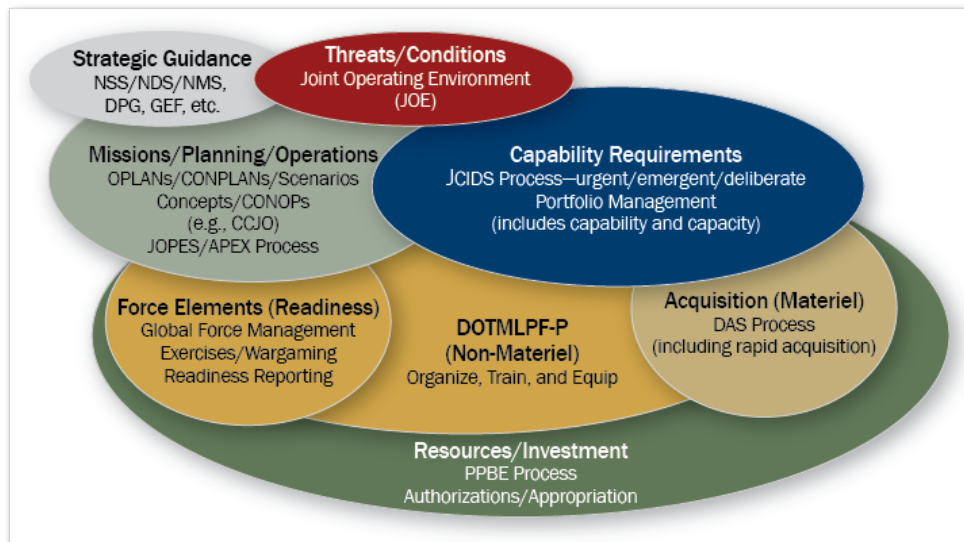 Strategic Guidance
NSS/NDS/NMS,
DPG, GEF, etc.
Threats/Conditions
Joint Operating Environment
(JOE)
Missions/Planning/Operations
OPLANs/CONPLANs/Scenarios
Concepts/CONOPs
(e.g., CCJO)
JOPES/APEX Process
Capability Requirements
JCIDS Process—urgent/emergent/deliberate
Portfolio Management
(includes capability and capacity)
Force Elements (Readiness)
Global Force Management
Exercises/Wargaming
Readiness Reporting
DOTMLPF-P
(Non-Materiel)
Organize, Train, and Equip
Acquisition (Materiel)
DAS Process
(including rapid acquisition)
Resources/Investment
PPBE Process
Authorizations/Appropriation